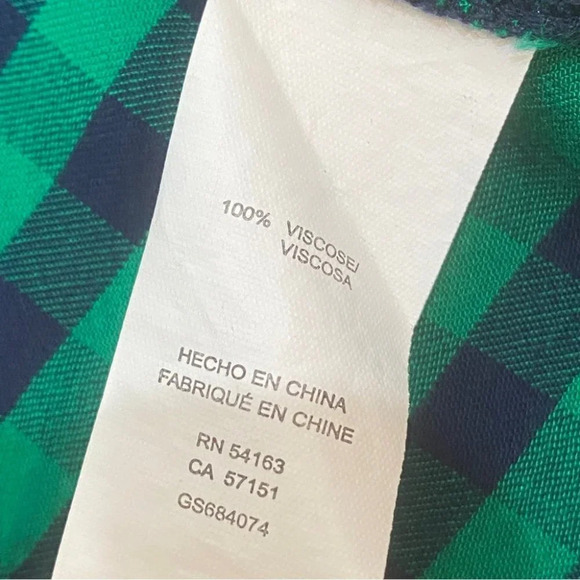 100% VISCOSE/
VISCOSA
HECHO EN CHINA
FABRIQUÉ EN CHINE
RN 54163
CA 57151
GS684074